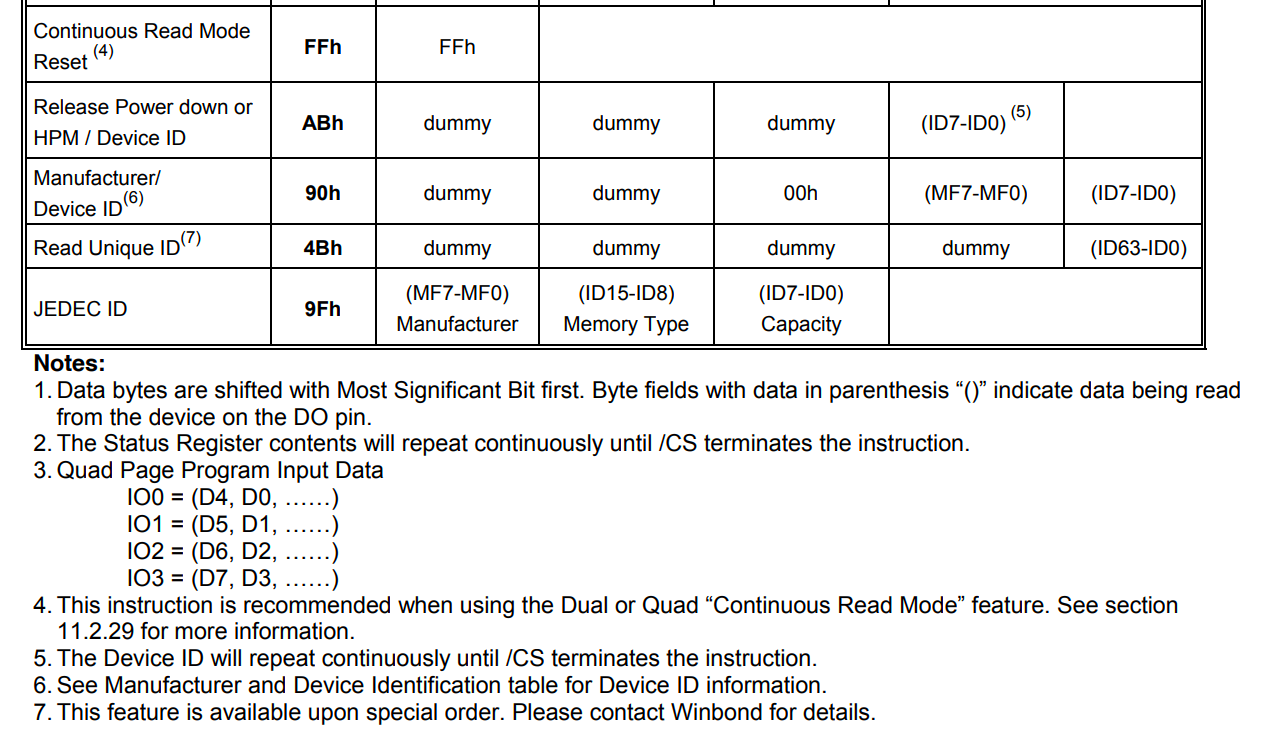 Continuous Read Mode
Reset (4)
FFh
FFh
Release Power down or
HPM / Device ID
ABh
dummy
dummy
dummy
(ID7-ID0) (5)
Manufacturer/
Device ID(6)
90h
dummy
dummy
00h
(MF7-MF0)
(ID7-ID0)
Read Unique ID(7)
4Bh
dummy
dummy
dummy
dummy
(ID63-ID0)
JEDEC ID
9Fh
(MF7-MF0)
Manufacturer
(ID15-ID8)
Memory Type
(ID7-ID0)
Capacity
Notes:
1. Data bytes are shifted with Most Significant Bit first. Byte fields with data in parenthesis “()” indicate data being read
from the device on the DO pin.
2. The Status Register contents will repeat continuously until /CS terminates the instruction.
3. Quad Page Program Input Data
IO0 = (D4, D0, ……)
IO1 = (D5, D1, ……)
IO2 = (D6, D2, ……)
IO3 = (D7, D3, ……)
4. This instruction is recommended when using the Dual or Quad “Continuous Read Mode” feature. See section
11.2.29 for more information.
5. The Device ID will repeat continuously until /CS terminates the instruction.
6. See Manufacturer and Device Identification table for Device ID information.
7. This feature is available upon special order. Please contact Winbond for details.